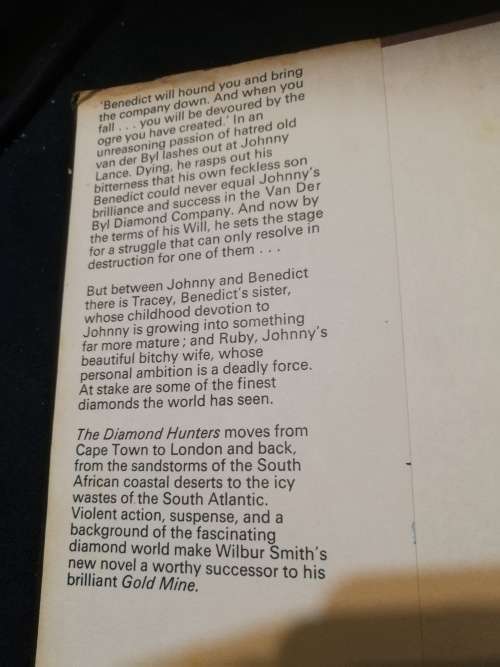 'Benedict will hound you and bring
the company down. And when you
fall . . . you will be devoured by the
ogre you have created.' In an
unreasoning passion of hatred old
van der Byl lashes out at Johnny
Lance. Dying, he rasps out his
bitterness that his own feckless son
Benedict could never equal Johnny's
brilliance and success in the Van Der
Byl Diamond Company. And now by
the terms of his Will, he sets the stage
for a struggle that can only resolve in
destruction for one of them . . .
But between Johnny and Benedict
there is Tracey, Benedict's sister,
whose childhood devotion to
Johnny is growing into something
far more mature; and Ruby, Johnny's
beautiful bitchy wife, whose
personal ambition is a deadly force.
At stake are some of the finest
diamonds the world has seen.
The Diamond Hunters moves from
Cape Town to London and back,
from the sandstorms of the South
African coastal deserts to the icy
wastes of the South Atlantic.
Violent action, suspense, and a
background of the fascinating
diamond world make Wilbur Smith's
new novel a worthy successor to his
brilliant Gold Mine.